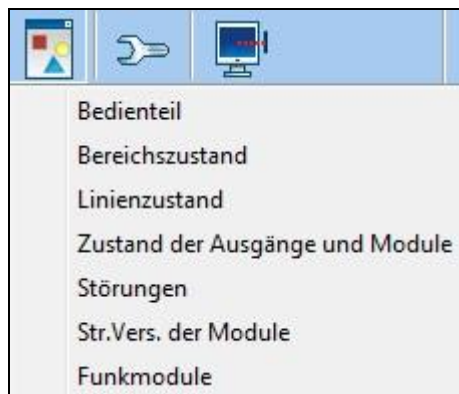 Bedienteil
Bereichszustand
Linienzustand
Zustand der Ausgänge und Module
Störungen
Str.Vers. der Module
Funkmodule